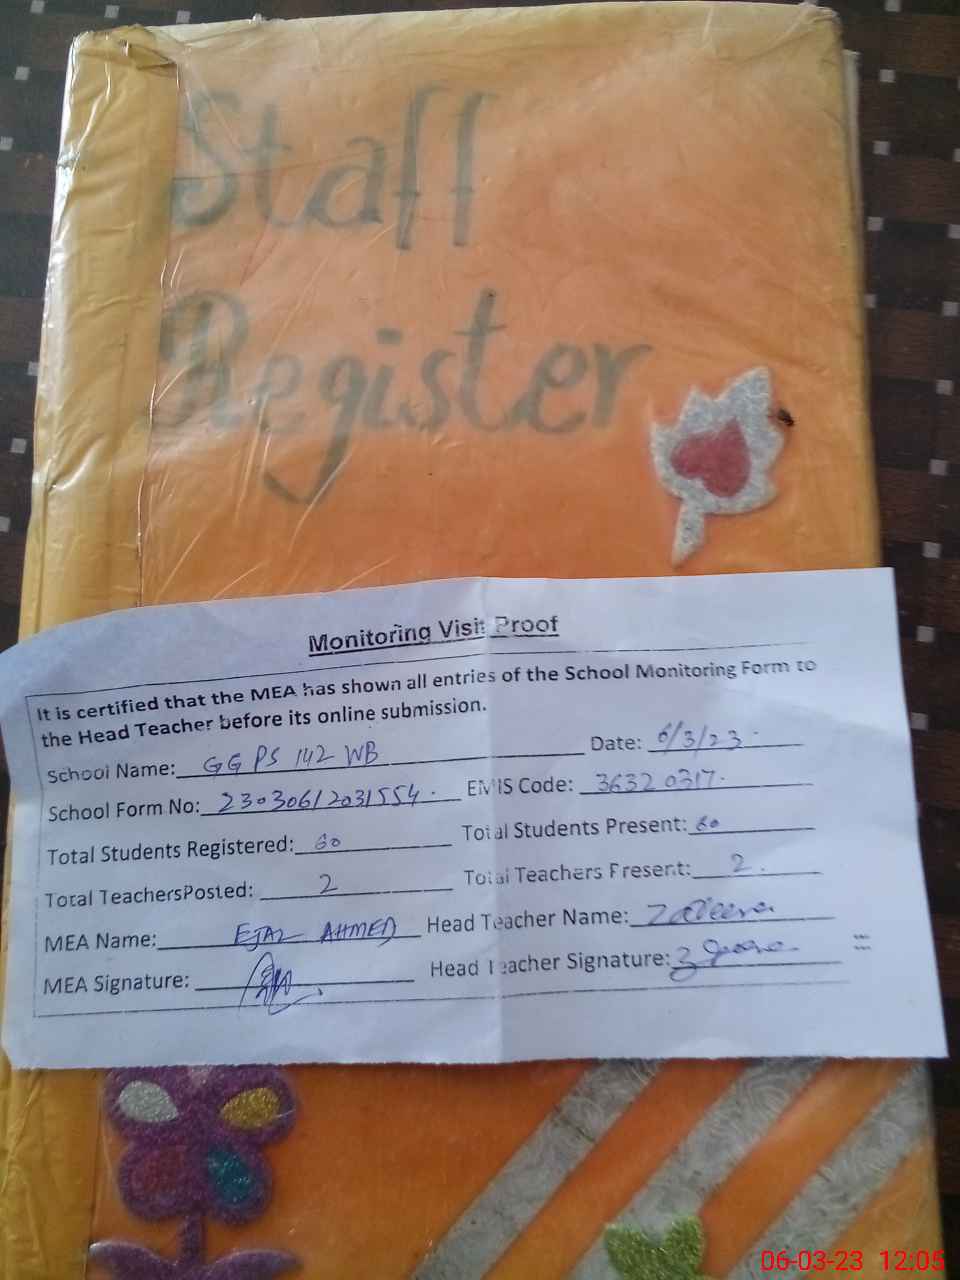 Staff
Register
Monitoring Visit Proof
It is certified that the MEA has shown all entries of the School Monitoring Form to
the Head Teacher before its online submission.
School Name: GGPS 142 WB Date: 6/3/23
School Form No: 23030612031554 EMIS Code: 36320317
Total Students Registered: 60 Total Students Present: 60
Total TeachersPosted: 2 Total Teachers Present: 2
MEA Name: EJAZ AHMED Head Teacher Name:
MEA Signature: Head Teacher Signature:
06-03-23 12:05